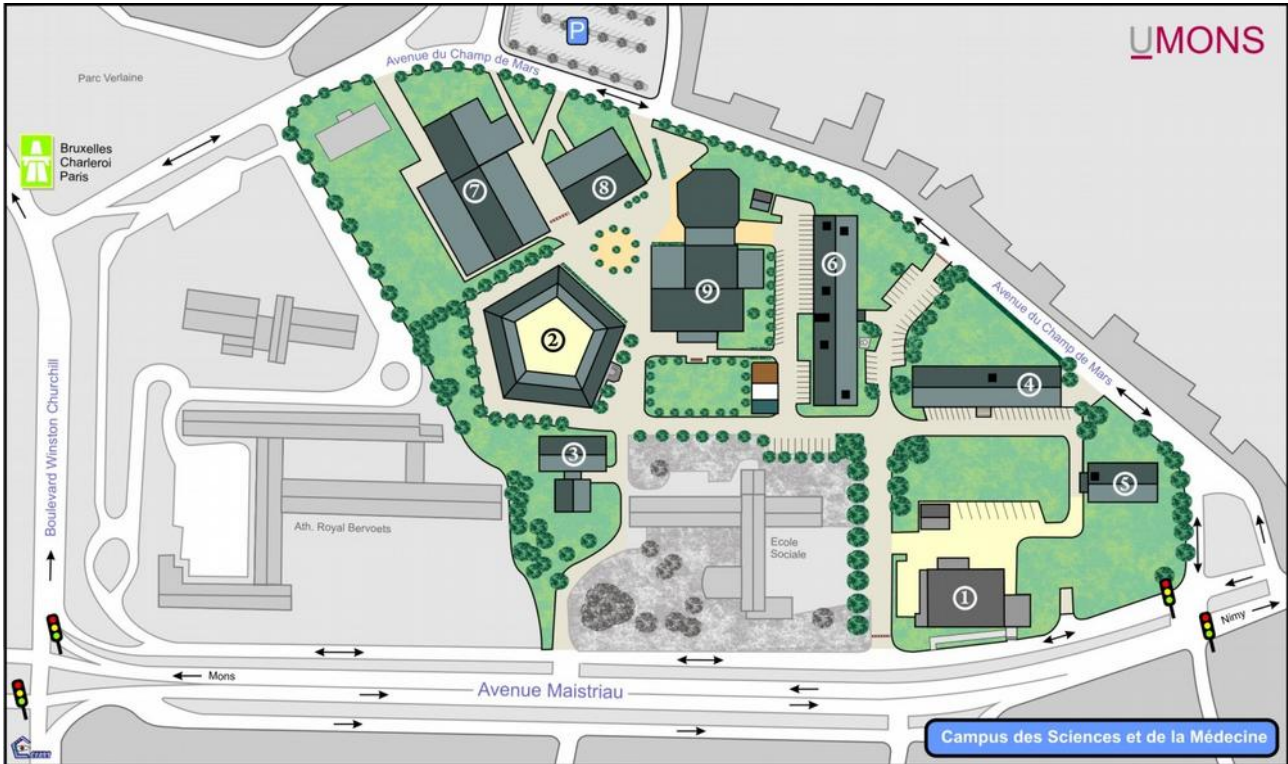 UMONS
P
Avenue du Champ de Mars
Parc Verlaine
Bruxelles
Charleroi
Paris
7
8
6
9
2
Avenue du Champ de Mars
4
Boulevard Winston Churchill
3
5
Ath. Royal Bervoets
Ecole
Sociale
1
Nimy
Mons
Avenue Maistriau
Campus des Sciences et de la Médecine